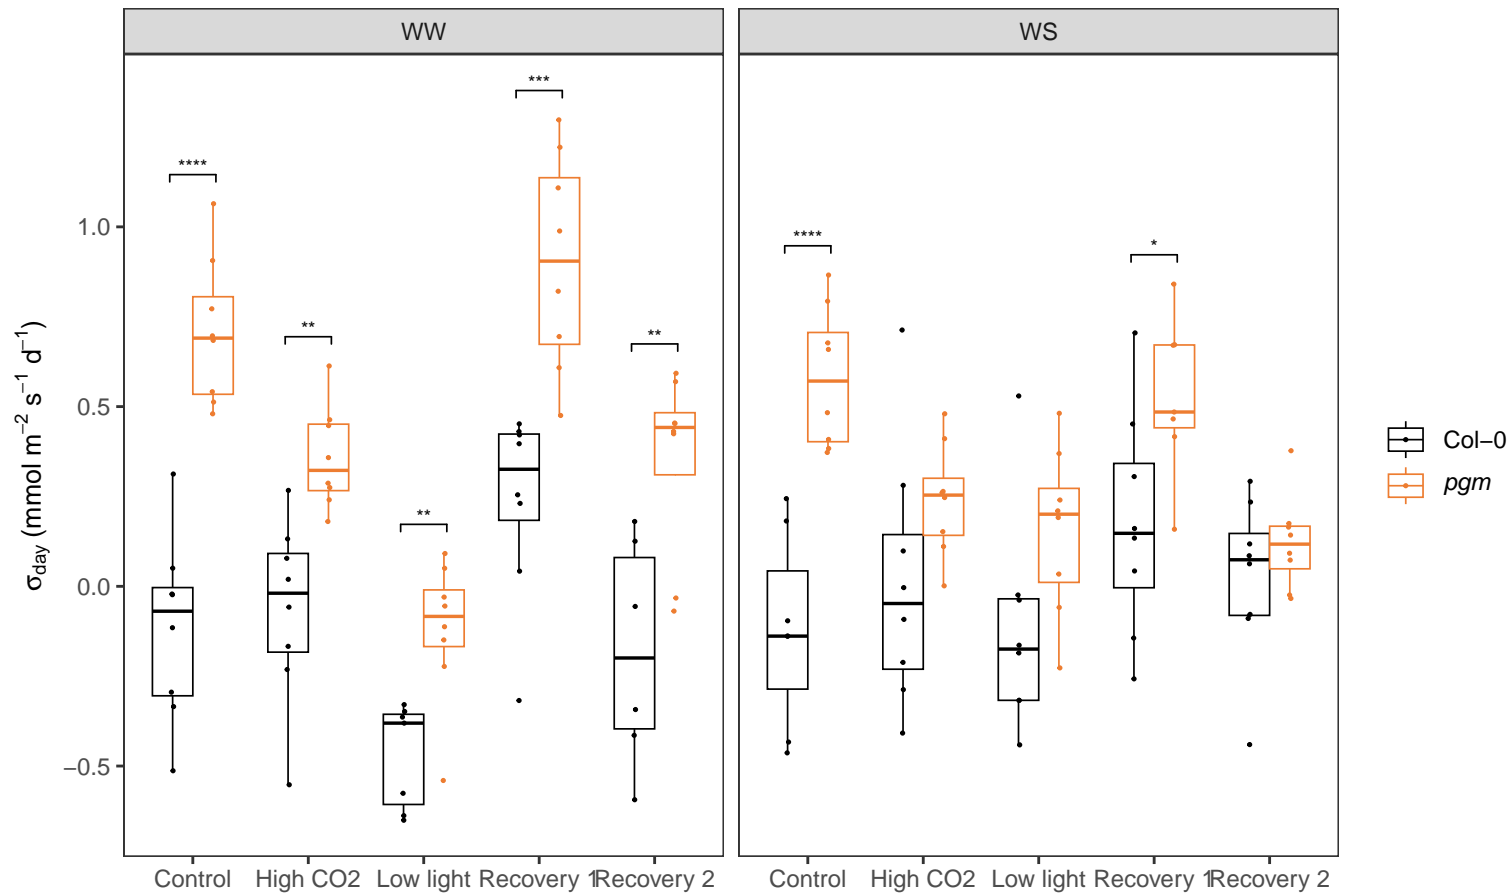 WW
WS
****
**
**
***
**
****
*
σday (mmol m−2 s−1 d−1)
1.0
0.5
0.0
−0.5
Control High CO2 Low light Recovery 1 Recovery 2
Control High CO2 Low light Recovery 1 Recovery 2
Col−0
pgm